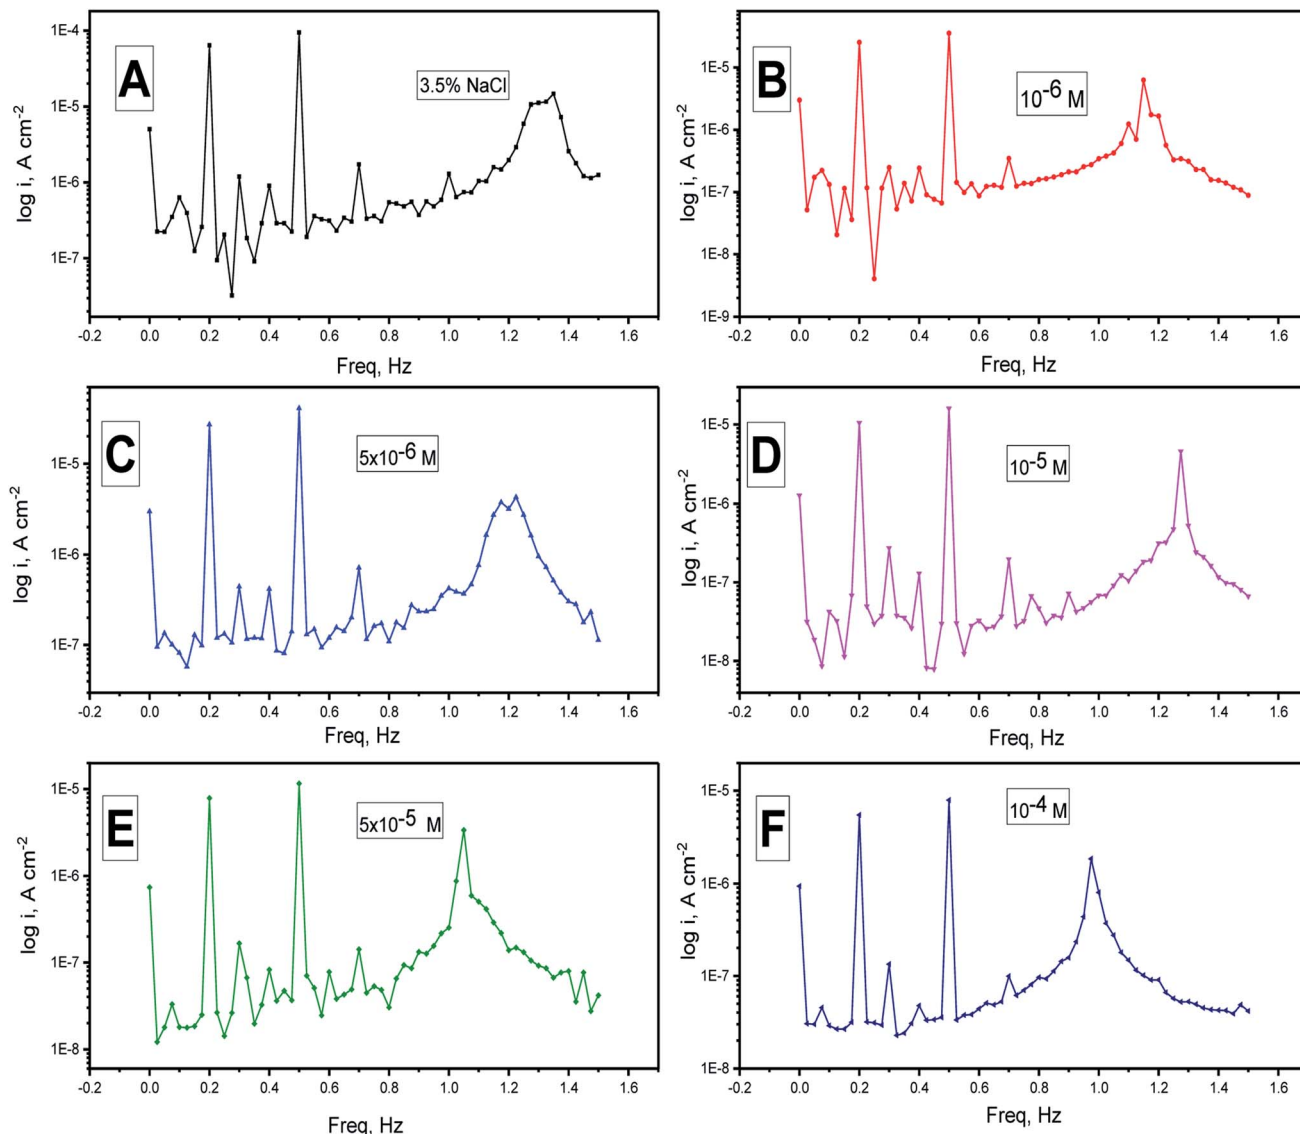 A
3.5% NaCl
log i, A cm-2
1E-4
1E-5
1E-6
1E-7
-0.2 0.0 0.2 0.4 0.6 0.8 1.0 1.2 1.4 1.6
Freq, Hz
B
10-6 M
log i, A cm-2
1E-5
1E-6
1E-7
1E-8
1E-9
-0.2 0.0 0.2 0.4 0.6 0.8 1.0 1.2 1.4 1.6
Freq, Hz
C
5x10-6 M
log i, A cm-2
1E-5
1E-6
1E-7
-0.2 0.0 0.2 0.4 0.6 0.8 1.0 1.2 1.4 1.6
Freq, Hz
D
10-5 M
log i, A cm-2
1E-5
1E-6
1E-7
1E-8
-0.2 0.0 0.2 0.4 0.6 0.8 1.0 1.2 1.4 1.6
Freq, Hz
E
5x10-5 M
log i, A cm-2
1E-5
1E-6
1E-7
1E-8
-0.2 0.0 0.2 0.4 0.6 0.8 1.0 1.2 1.4 1.6
Freq, Hz
F
10-4 M
log i, A cm-2
1E-5
1E-6
1E-7
1E-8
-0.2 0.0 0.2 0.4 0.6 0.8 1.0 1.2 1.4 1.6
Freq, Hz